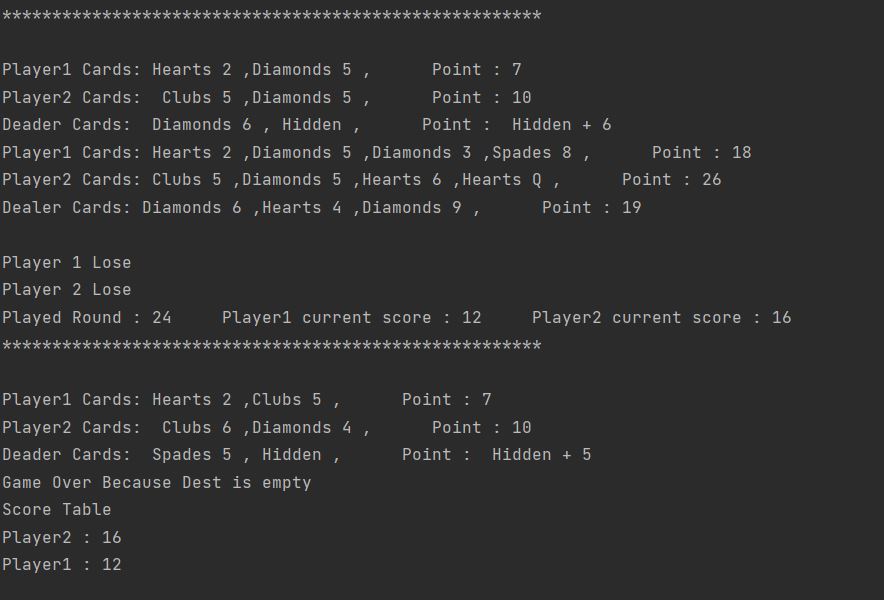 ******************************************************
Player1 Cards: Hearts 2 ,Diamonds 5 ,      Point : 7
Player2 Cards:  Clubs 5 ,Diamonds 5 ,      Point : 10
Deader Cards:  Diamonds 6 , Hidden ,      Point :  Hidden + 6
Player1 Cards: Hearts 2 ,Diamonds 5 ,Diamonds 3 ,Spades 8 ,      Point : 18
Player2 Cards: Clubs 5 ,Diamonds 5 ,Hearts 6 ,Hearts Q ,      Point : 26
Dealer Cards: Diamonds 6 ,Hearts 4 ,Diamonds 9 ,      Point : 19
Player 1 Lose
Player 2 Lose
Played Round : 24     Player1 current score : 12     Player2 current score : 16
******************************************************
Player1 Cards: Hearts 2 ,Clubs 5 ,      Point : 7
Player2 Cards:  Clubs 6 ,Diamonds 4 ,      Point : 10
Deader Cards:  Spades 5 , Hidden ,      Point :  Hidden + 5
Game Over Because Dest is empty
Score Table
Player2 : 16
Player1 : 12